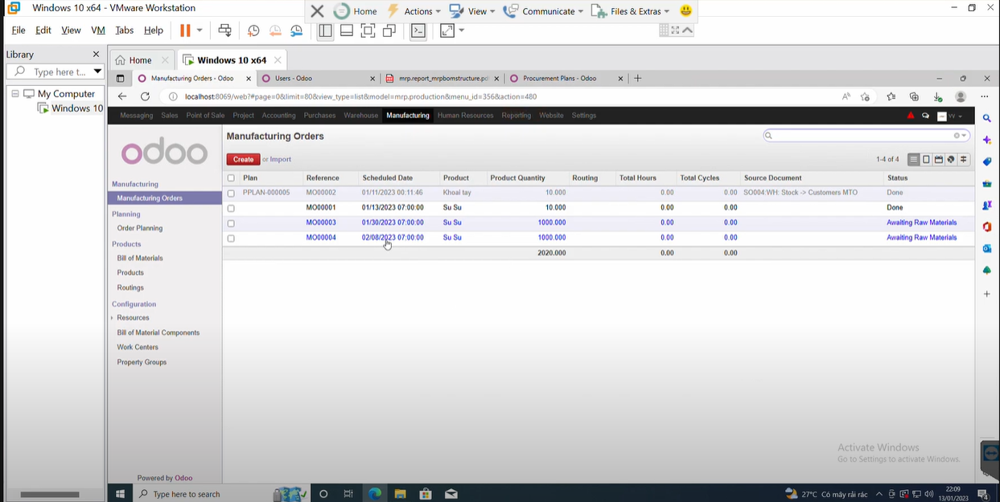 Windows 10 x64 - VMware Workstation
Home Actions View Communicate Files & Extras
File Edit View VM Tabs Help
Library
Home Windows 10 x64
Type here t...
My Computer
Windows 10
Manufacturing Orders - Odoo Users - Odoo mrp.report_mrpbomstructure.pd Procurement Plans - Odoo
localhost:8069/web?#page=0&limit=80&view_type=list&model=mrp.production&menu_id=356&action=480
Messaging Sales Point of Sale Project Accounting Purchases Warehouse Manufacturing Human Resources Reporting Website Settings
odoo
Manufacturing Orders
Create or Import
1-4 of 4
Plan Reference Scheduled Date Product Product Quantity Routing Total Hours Total Cycles Source Document Status
PPLAN-000005 MO00002 01/11/2023 00:11:46 Khoai tay 10.000 0.00 0.00 SO004:WH: Stock -> Customers MTO Done
MO00001 01/13/2023 07:00:00 Su Su 10.000 0.00 0.00 Done
MO00003 01/30/2023 07:00:00 Su Su 1000.000 0.00 0.00 Awaiting Raw Materials
MO00004 02/08/2023 07:00:00 Su Su 1000.000 0.00 0.00 Awaiting Raw Materials
2020.000 0.00 0.00
Manufacturing
Manufacturing Orders
Planning
Order Planning
Products
Bill of Materials
Products
Routings
Configuration
Resources
Bill of Material Components
Work Centers
Property Groups
Powered by Odoo
Activate Windows
Go to Settings to activate Windows.
Type here to search
27°C Có mây rải rác
22:09
13/01/2023
4